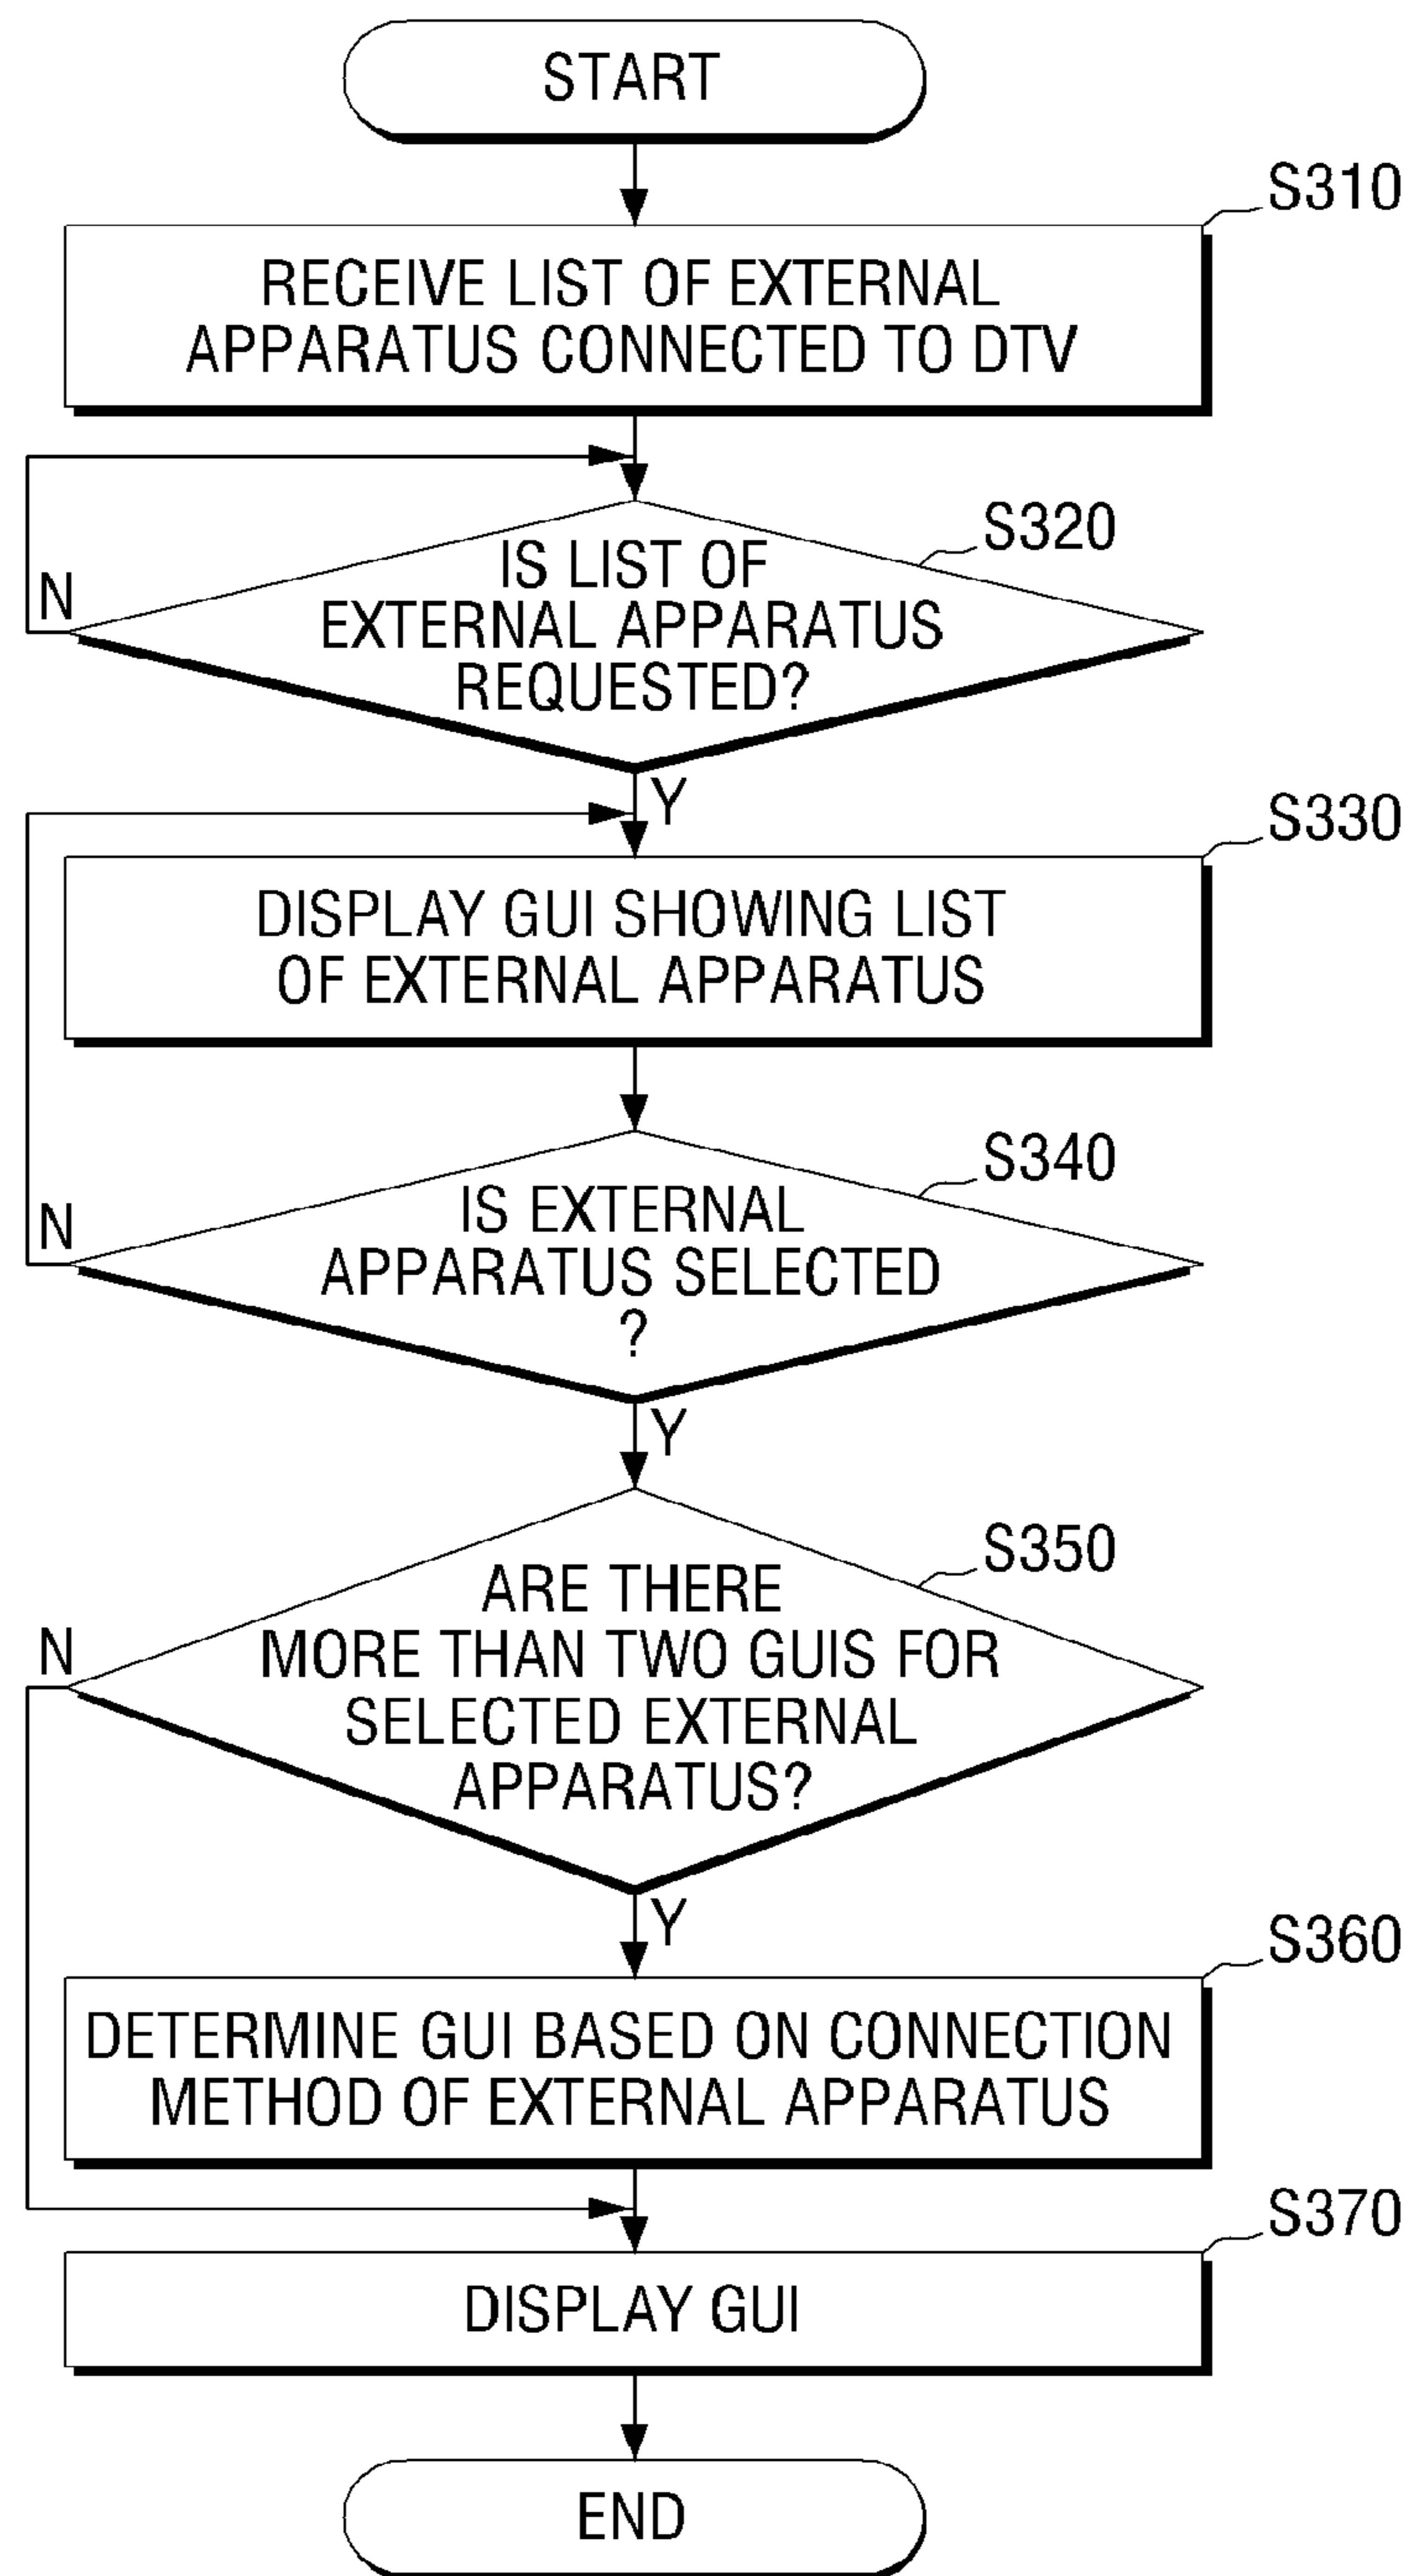 START
S310
RECEIVE LIST OF EXTERNAL
APPARATUS CONNECTED TO DTV
S320
IS LIST OF
EXTERNAL APPARATUS
REQUESTED?
N
Y
S330
DISPLAY GUI SHOWING LIST
OF EXTERNAL APPARATUS
S340
IS EXTERNAL
APPARATUS SELECTED
?
N
Y
S350
ARE THERE
MORE THAN TWO GUIS FOR
SELECTED EXTERNAL
APPARATUS?
N
Y
S360
DETERMINE GUI BASED ON CONNECTION
METHOD OF EXTERNAL APPARATUS
S370
DISPLAY GUI
END